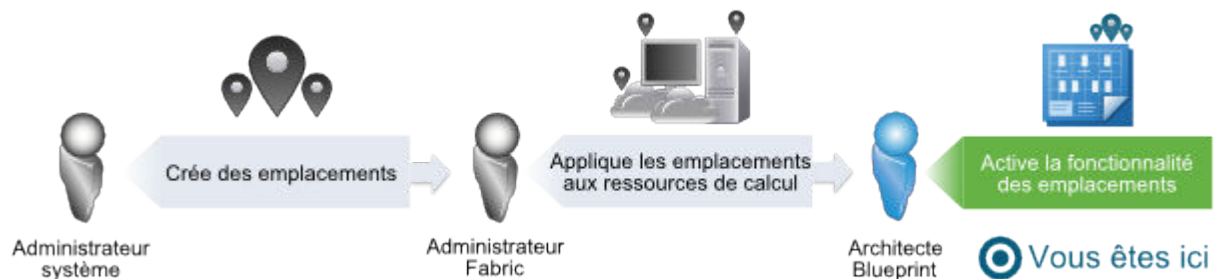 Crée des emplacements
Applique les emplacements
aux ressources de calcul
Active la fonctionnalité
des emplacements
Administrateur
système
Administrateur
Fabric
Architecte
Blueprint
Vous êtes ici